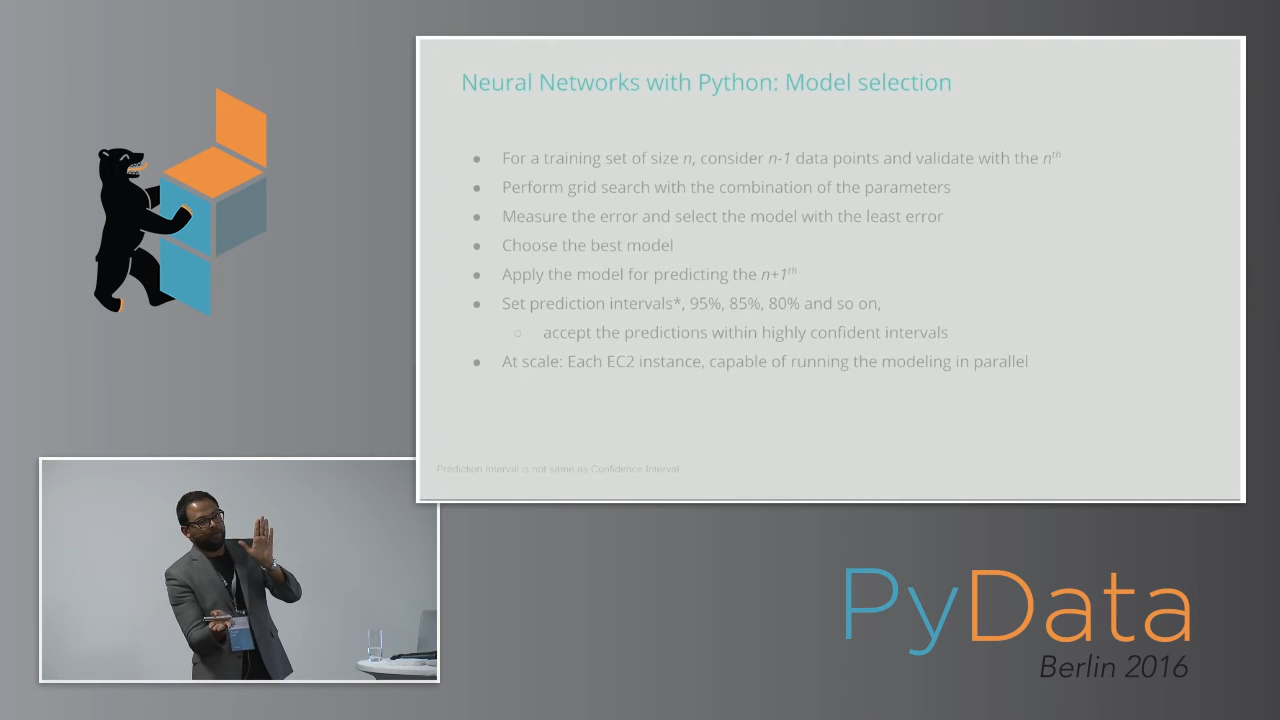 Neural Networks with Python: Model selection
● For a training set of size n, consider n-1 data points and validate with the nth
● Perform grid search with the combination of the parameters
● Measure the error and select the model with the least error
● Choose the best model
● Apply the model for predicting the n+1th
● Set prediction intervals*, 95%, 85%, 80% and so on,
○ accept the predictions within highly confident intervals
● At scale: Each EC2 instance, capable of running the modeling in parallel
Prediction Interval is not same as Confidence Interval
PyData
Berlin 2016